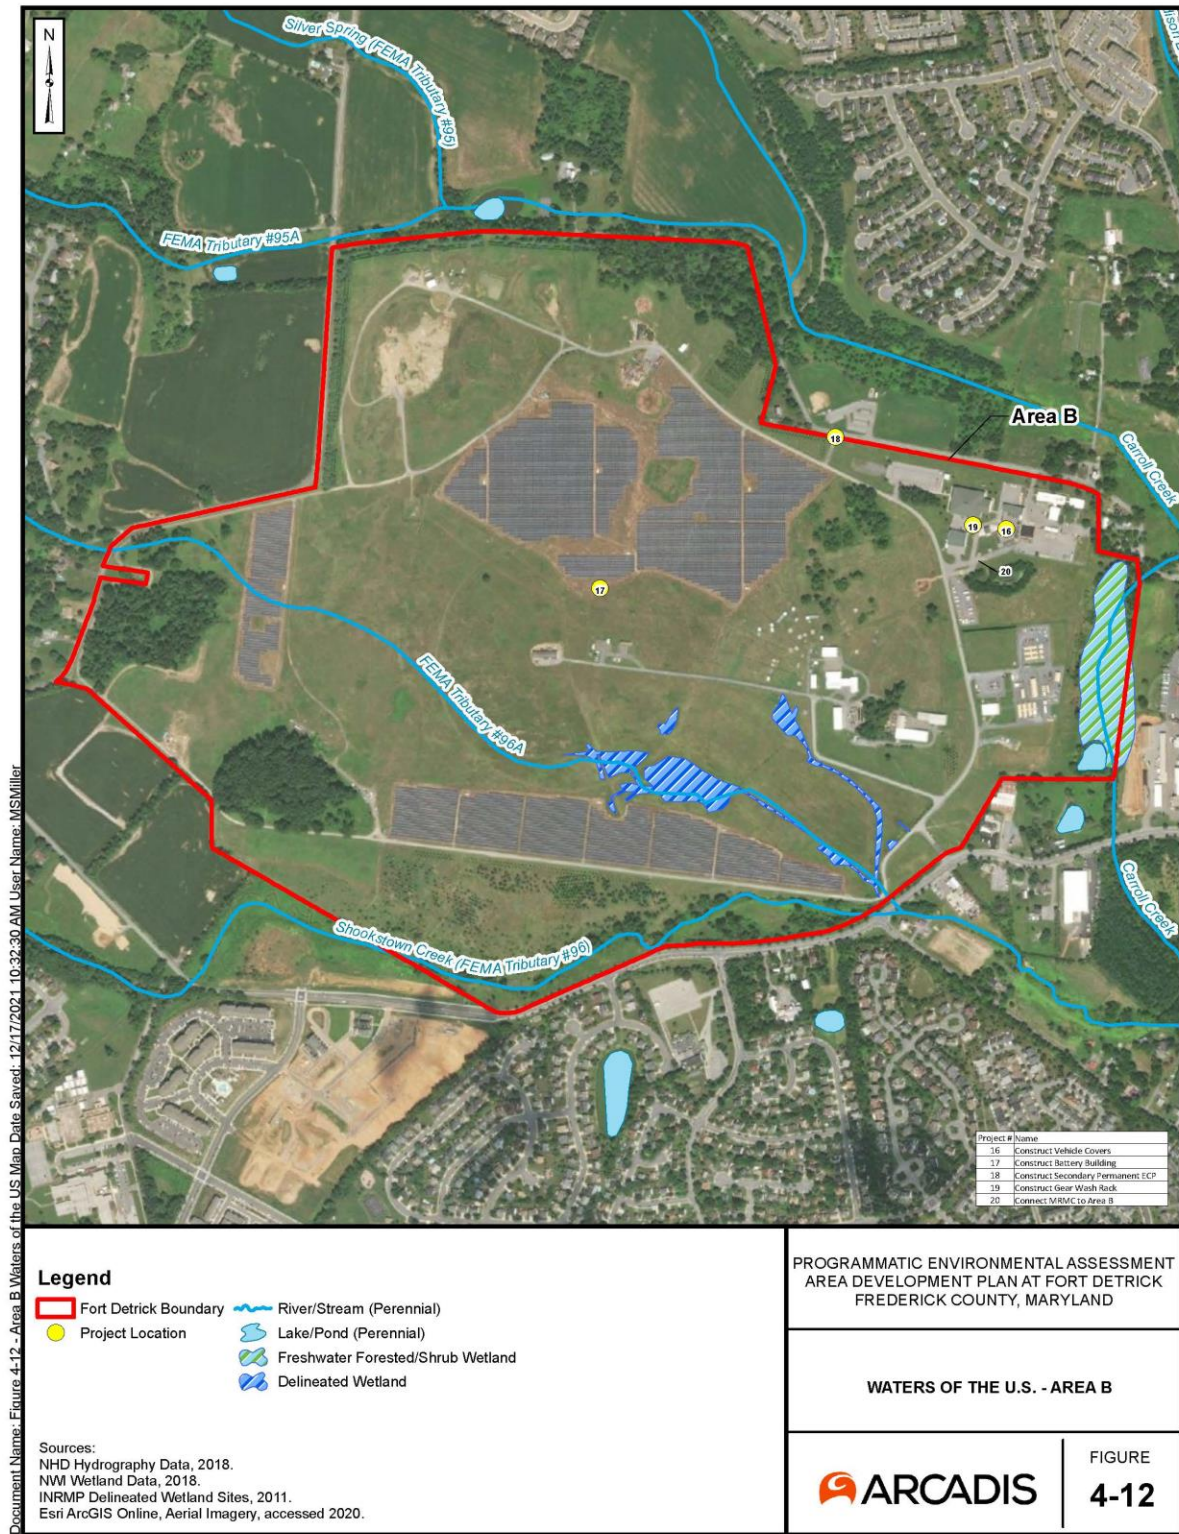 N
Silver Spring (FEMA Tributary #95)
FEMA Tributary #95A
Area B
Carroll Creek
18
19
16
20
17
FEMA Tributary #96A
Shookstown Creek (FEMA Tributary #96)
Carroll Creek
Project # Name
16 Construct Vehicle Covers
17 Construct Battery Building
18 Construct Secondary Permanent ECP
19 Construct Gear Wash Rack
20 Connect MRMC to Area B
Document Name: Figure 4-12 - Area B Waters of the US Map Date Saved: 12/17/2021 10:32:30 AM User Name: MSMiller
Legend
Fort Detrick Boundary
Project Location
River/Stream (Perennial)
Lake/Pond (Perennial)
Freshwater Forested/Shrub Wetland
Delineated Wetland
Sources:
NHD Hydrography Data, 2018.
NWI Wetland Data, 2018.
INRMP Delineated Wetland Sites, 2011.
Esri ArcGIS Online, Aerial Imagery, accessed 2020.
PROGRAMMATIC ENVIRONMENTAL ASSESSMENT
AREA DEVELOPMENT PLAN AT FORT DETRICK
FREDERICK COUNTY, MARYLAND
WATERS OF THE U.S. - AREA B
ARCADIS
FIGURE
4-12